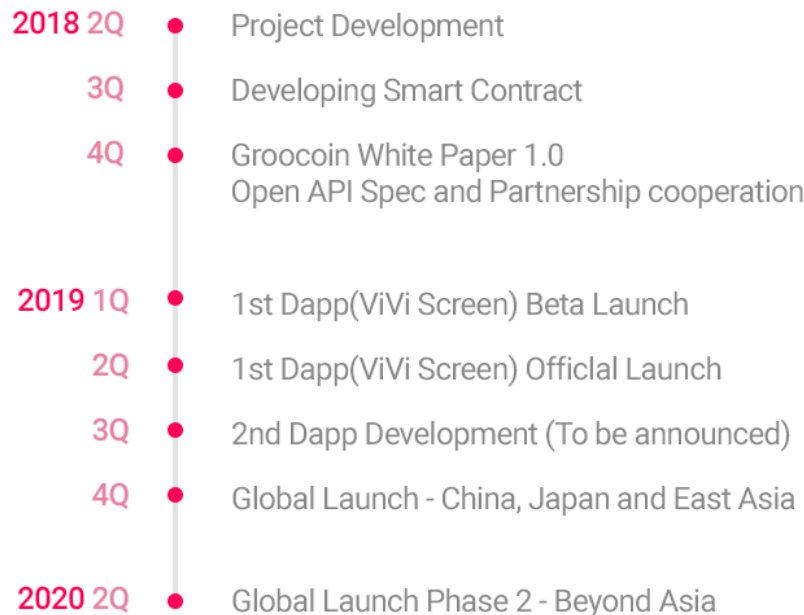 2018 2Q Project Development
3Q Developing Smart Contract
4Q Groocoin White Paper 1.0
Open API Spec and Partnership cooperation
2019 1Q 1st Dapp(ViVi Screen) Beta Launch
2Q 1st Dapp(ViVi Screen) Officlal Launch
3Q 2nd Dapp Development (To be announced)
4Q Global Launch - China, Japan and East Asia
2020 2Q Global Launch Phase 2 - Beyond Asia